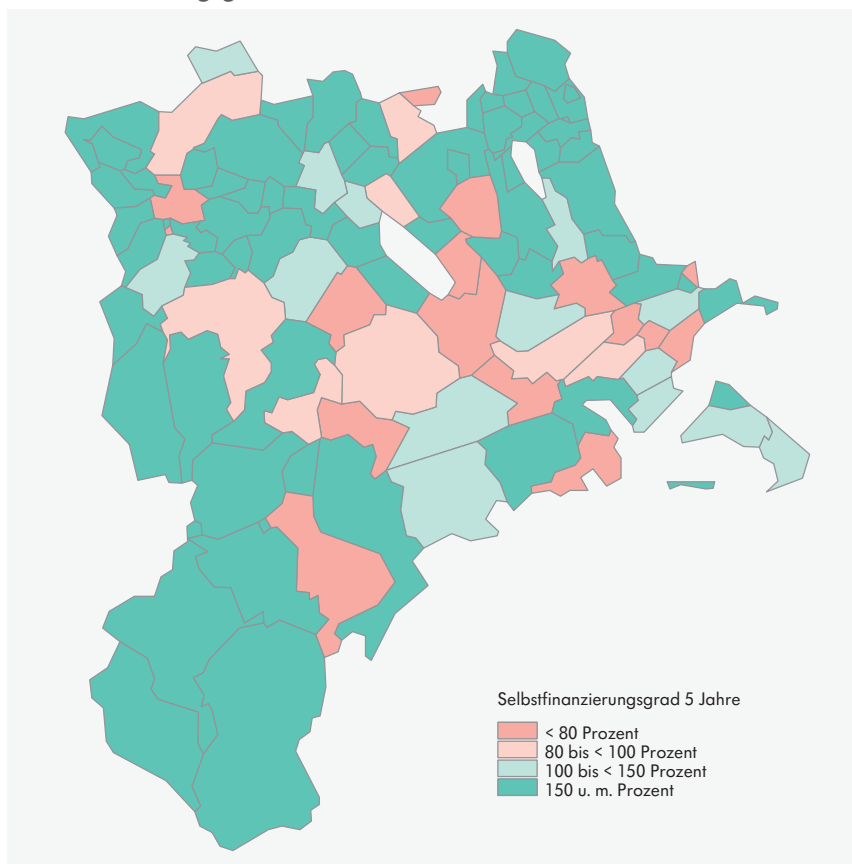 Selbstfinanzierungsgrad 5 Jahre
< 80 Prozent
80 bis < 100 Prozent
100 bis < 150 Prozent
150 u. m. Prozent